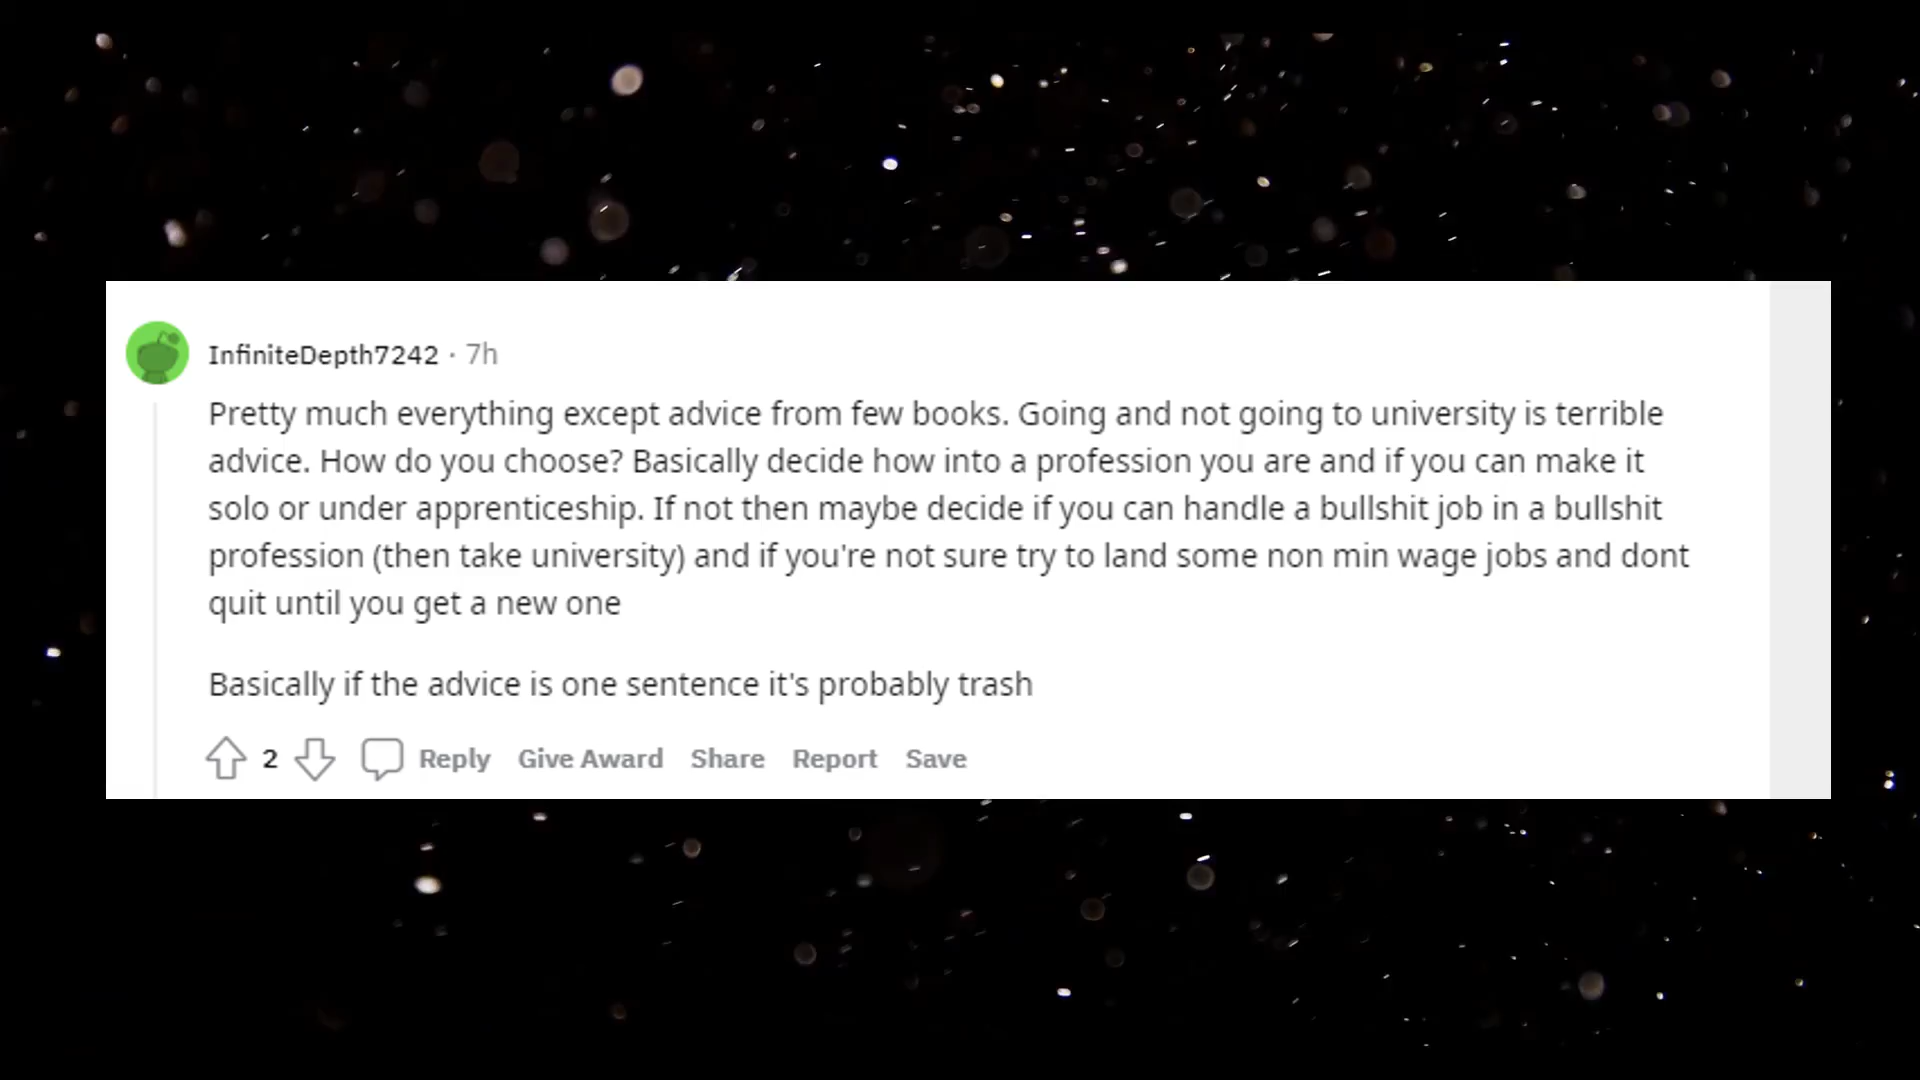 InfiniteDepth7242 · 7h
Pretty much everything except advice from few books. Going and not going to university is terrible
advice. How do you choose? Basically decide how into a profession you are and if you can make it
solo or under apprenticeship. If not then maybe decide if you can handle a bullshit job in a bullshit
profession (then take university) and if you're not sure try to land some non min wage jobs and dont
quit until you get a new one
Basically if the advice is one sentence it's probably trash
2 Reply Give Award Share Report Save